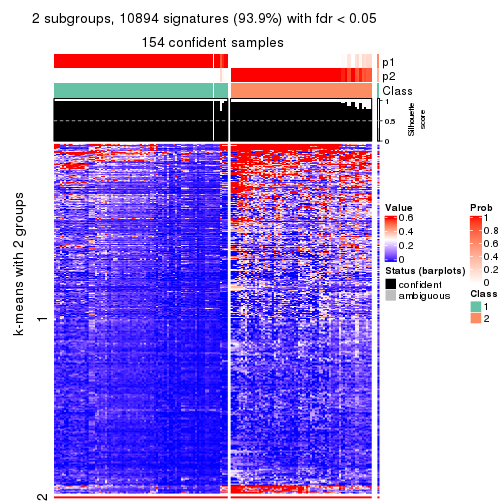 2 subgroups, 10894 signatures (93.9%) with fdr < 0.05
154 confident samples
p1
p2
Class
1
0.5
0
Silhouette
score
k-means with 2 groups
1
2
Value
0.6
0.4
0.2
0
Status (barplots)
confident
ambiguous
Prob
1
0.8
0.6
0.4
0.2
0
Class
1
2